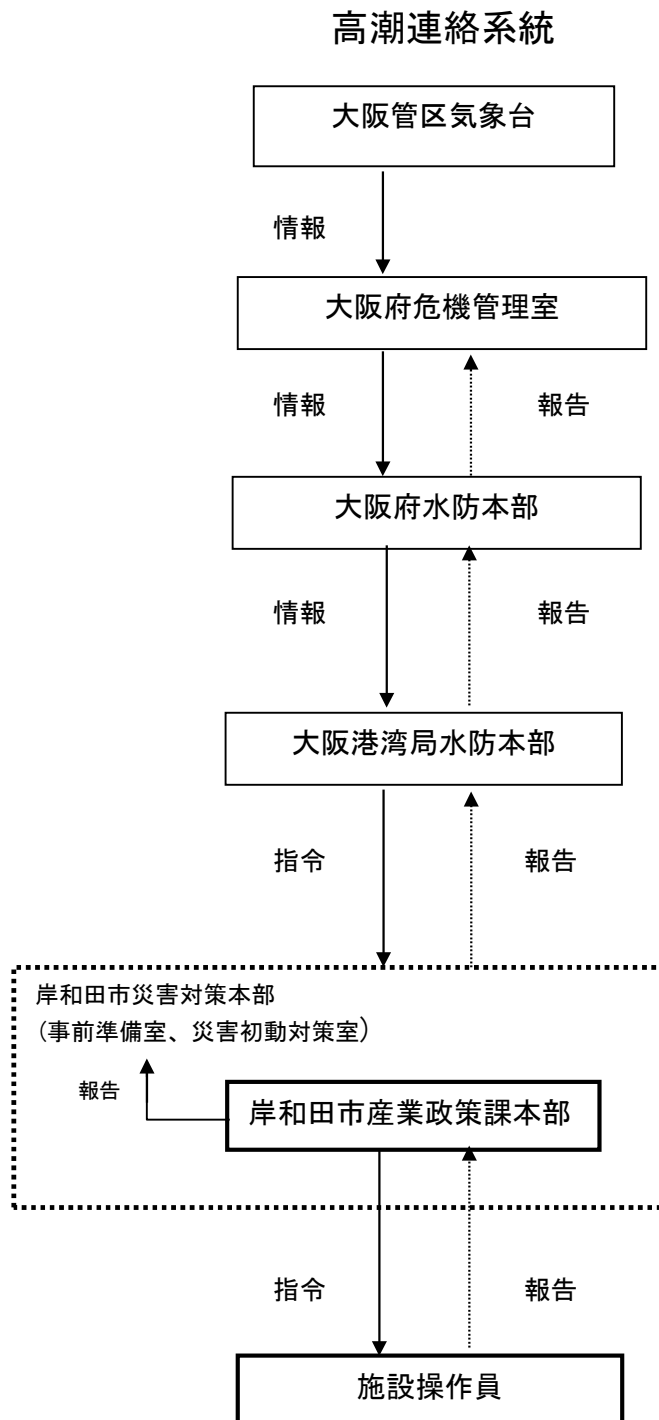 高潮連絡系統
大阪管区気象台
情報
大阪府危機管理室
情報
報告
大阪府水防本部
情報
報告
大阪港湾局水防本部
指令
報告
岸和田市災害対策本部
(事前準備室、災害初動対策室)
報告
岸和田市産業政策課本部
指令
報告
施設操作員